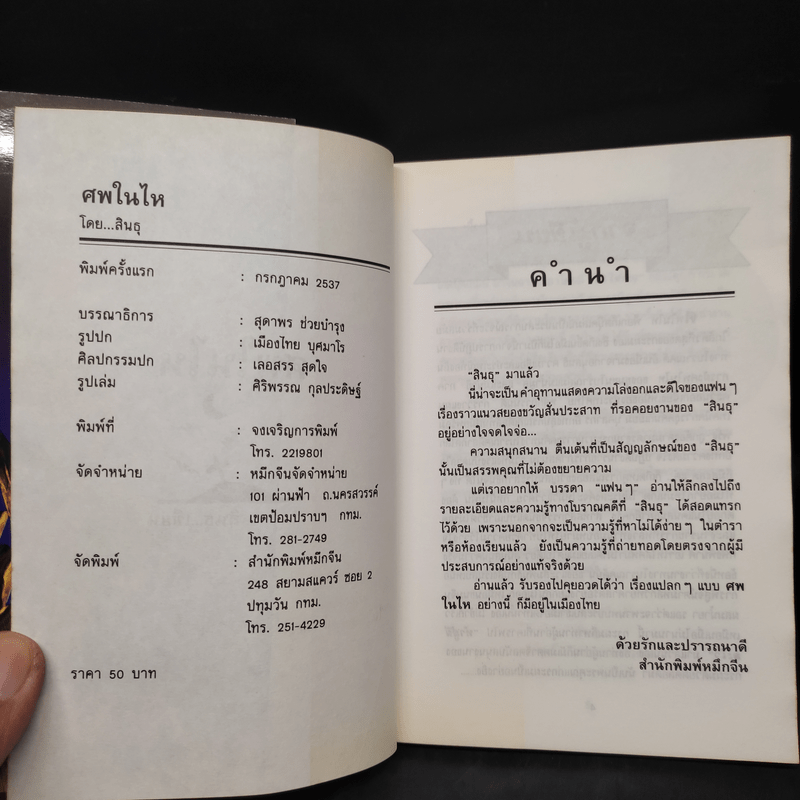 ศพในไห
โดย...สินธุ
พิมพ์ครั้งแรก : กรกฎาคม 2537
บรรณาธิการ : สุดาพร ช่วยบำรุง
รูปปก : เมืองไทย บุศมาโร
ศิลปกรรมปก : เลอสรร สุดใจ
รูปเล่ม : ศิริพรรณ กุลประดิษฐ์
พิมพ์ที่ : จงเจริญการพิมพ์
โทร. 2219801
จัดจำหน่าย : หมึกจีนจัดจำหน่าย
101 ผ่านฟ้า ถ.นครสวรรค์
เขตป้อมปราบฯ กทม.
โทร. 281-2749
จัดพิมพ์ : สำนักพิมพ์หมึกจีน
248 สยามสแควร์ ซอย 2
ปทุมวัน กทม.
โทร. 251-4229
ราคา 50 บาท
คำนำ
"สินธุ" มาแล้ว
นี่น่าจะเป็นคำอุทานแสดงความโล่งอกและดีใจของแฟนๆ
เรื่องราวแนวสยองขวัญสั่นประสาท ที่รอคอยงานของ "สินธุ"
อยู่อย่างใจจดใจจ่อ...
ความสนุกสนาน ตื่นเต้นที่เป็นสัญญลักษณ์ของ "สินธุ"
นั้นเป็นสรรพคุณที่ไม่ต้องขยายความ
แต่เราอยากให้ บรรดา "แฟนๆ" อ่านให้ลึกลงไปถึง
รายละเอียดและความรู้ทางโบราณคดีที่ "สินธุ" ได้สอดแทรก
ไว้ด้วย เพราะนอกจากจะเป็นความรู้ที่หาไม่ได้ง่ายๆ ในตำรา
หรือห้องเรียนแล้ว ยังเป็นความรู้ที่ถ่ายทอดโดยตรงจากผู้มี
ประสบการณ์อย่างแท้จริงด้วย
อ่านแล้ว รับรองไปคุยอวดได้ว่า เรื่องแปลกๆ แบบ ศพ
ในไห อย่างนี้ ก็มีอยู่ในเมืองไทย
ด้วยรักและปรารถนาดี
สำนักพิมพ์หมึกจีน